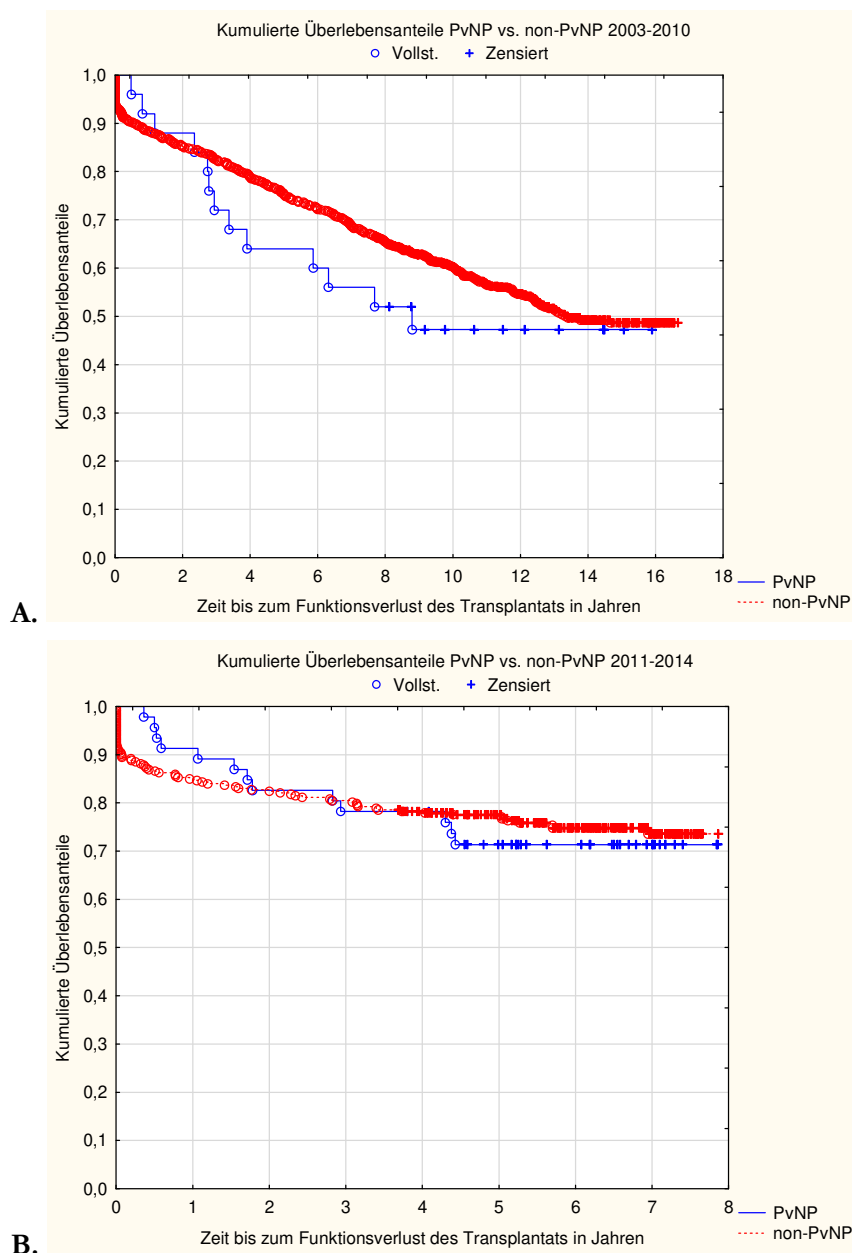 Kumulierte Überlebensanteile PvNP vs. non-PvNP 2003-2010
Vollst. Zensiert
1,0
0,9
0,8
0,7
0,6
0,5
0,4
0,3
0,2
0,1
0,0
Kumulierte Überlebensanteile
0 2 4 6 8 10 12 14 16 18
Zeit bis zum Funktionsverlust des Transplantats in Jahren
PvNP
non-PvNP
A.
Kumulierte Überlebensanteile PvNP vs. non-PvNP 2011-2014
Vollst. Zensiert
1,0
0,9
0,8
0,7
0,6
0,5
0,4
0,3
0,2
0,1
0,0
Kumulierte Überlebensanteile
0 1 2 3 4 5 6 7 8
Zeit bis zum Funktionsverlust des Transplantats in Jahren
PvNP
non-PvNP
B.